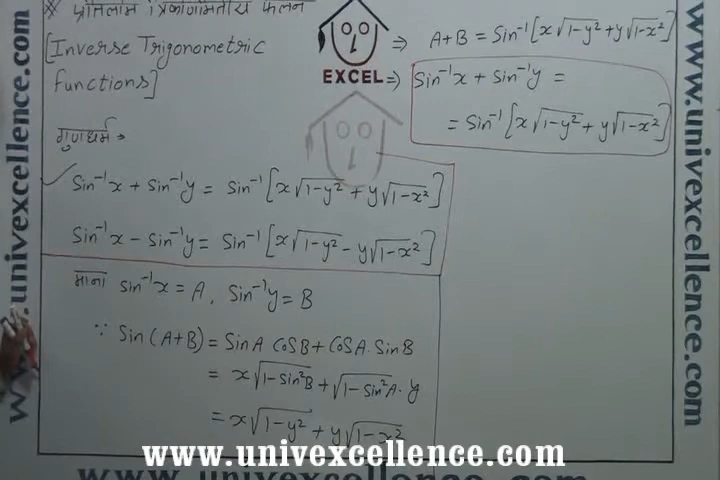 ※ प्रतिलोम त्रिकोणमितीय फलन
[Inverse Trigonometric
functions]
गुणधर्म →
Sin⁻¹x + Sin⁻¹y = Sin⁻¹[x√1-y² + y√1-x²]
Sin⁻¹x - Sin⁻¹y = Sin⁻¹[x√1-y² - y√1-x²]
माना Sin⁻¹x = A, Sin⁻¹y = B
∵ Sin(A+B) = SinA CosB + CosA. SinB
= x√1-Sin²B + √1-Sin²A. y
= x√1-y² + y√1-x²
EXCEL
⇒ A+B = Sin⁻¹[x√1-y² + y√1-x²]
⇒ Sin⁻¹x + Sin⁻¹y =
= Sin⁻¹[x√1-y² + y√1-x²]
www.univexcellence.com
www.univexcellence.com
www.univexcellence.com
www.univexcellence.com